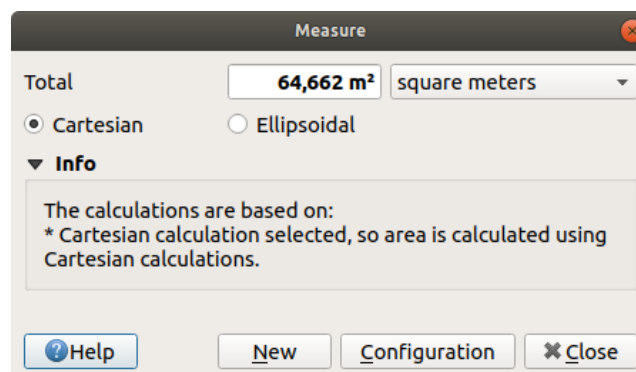 Measure
Total 64,662 m² square meters
Cartesian Ellipsoidal
Info
The calculations are based on:
* Cartesian calculation selected, so area is calculated using
Cartesian calculations.
Help New Configuration Close